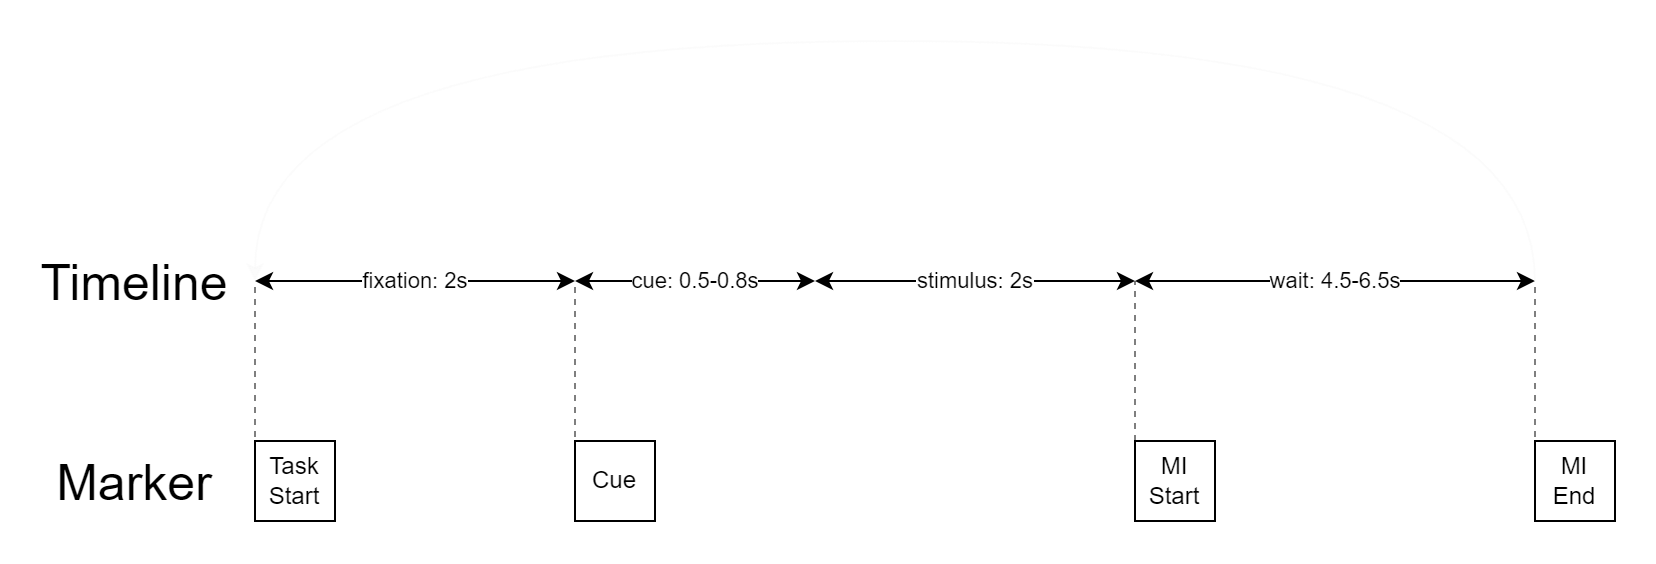 Timeline
fixation: 2s
cue: 0.5-0.8s
stimulus: 2s
wait: 4.5-6.5s
Marker
Task
Start
Cue
MI
Start
MI
End